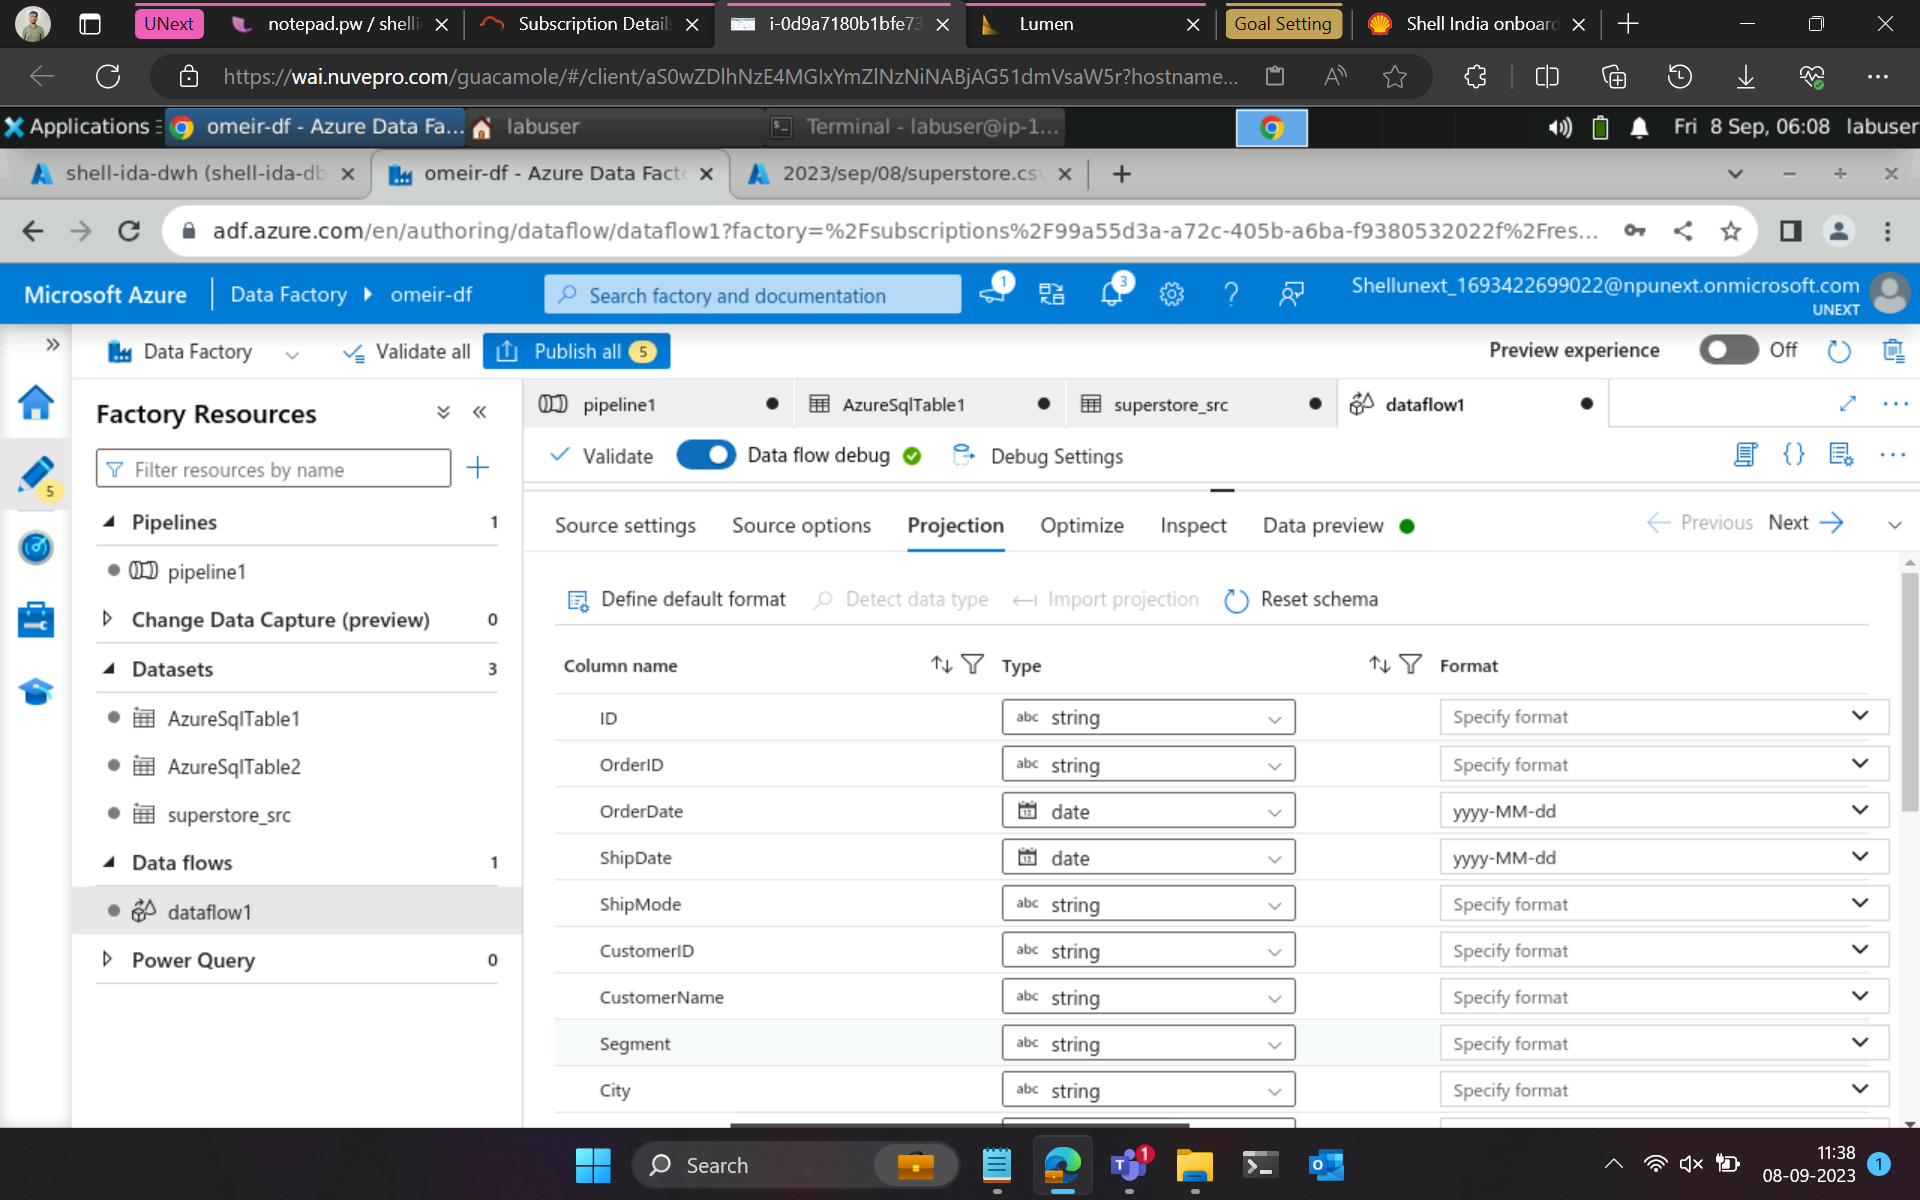 UNext
notepad.pw / shelli
Subscription Details
i-0d9a7180b1bfe73
Lumen
Goal Setting
Shell India onboard
https://wai.nuvepro.com/guacamole/#/client/aS0wZDlhNzE4MGIxYmZlNzNiNABjAG51dmVsaW5r?hostname...
Applications
omeir-df - Azure Data Fa...
labuser
Terminal - labuser@ip-1...
Fri 8 Sep, 06:08 labuser
shell-ida-dwh (shell-ida-db
omeir-df - Azure Data Facto
2023/sep/08/superstore.csv
adf.azure.com/en/authoring/dataflow/dataflow1?factory=%2Fsubscriptions%2F99a55d3a-a72c-405b-a6ba-f9380532022f%2Fres...
Microsoft Azure
Data Factory
omeir-df
Search factory and documentation
1
3
Shellunext_1693422699022@npunext.onmicrosoft.com
UNEXT
Data Factory
Validate all
Publish all 5
Preview experience
Off
Factory Resources
Filter resources by name
5
Pipelines 1
pipeline1
Change Data Capture (preview) 0
Datasets 3
AzureSqlTable1
AzureSqlTable2
superstore_src
Data flows 1
dataflow1
Power Query 0
pipeline1
AzureSqlTable1
superstore_src
dataflow1
Validate
Data flow debug
Debug Settings
Source settings
Source options
Projection
Optimize
Inspect
Data preview
Previous
Next
Define default format
Detect data type
Import projection
Reset schema
Column name Type Format
ID abc string Specify format
OrderID abc string Specify format
OrderDate 12 date yyyy-MM-dd
ShipDate 12 date yyyy-MM-dd
ShipMode abc string Specify format
CustomerID abc string Specify format
CustomerName abc string Specify format
Segment abc string Specify format
City abc string Specify format
Search
1
11:38
08-09-2023
1